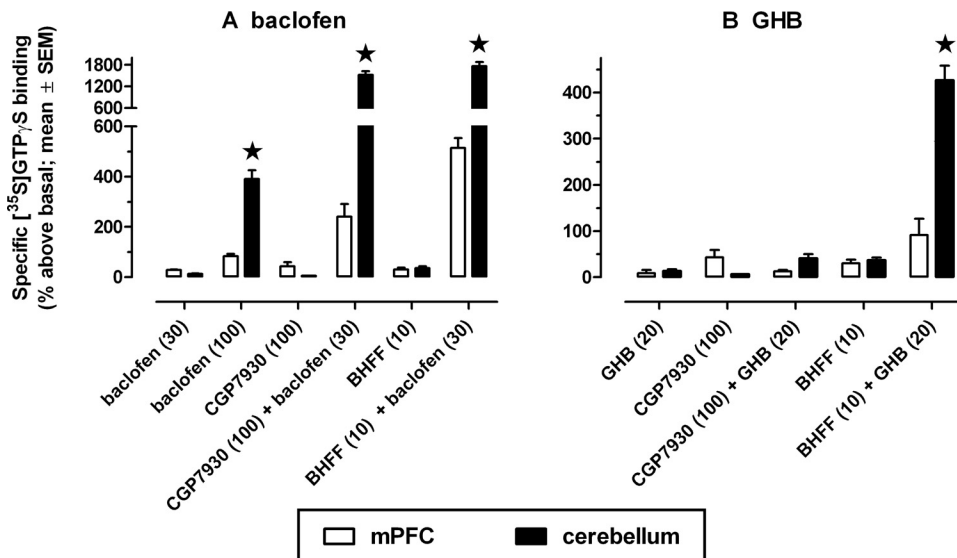 A baclofen
B GHB
Specific [³⁵S]GTPγS binding
(% above basal; mean ± SEM)
1800
1200
600
600
400
200
0
baclofen (30)
baclofen (100)
CGP7930 (100)
CGP7930 (100) + baclofen (30)
BHFF (10)
BHFF (10) + baclofen (30)
400
300
200
100
0
GHB (20)
CGP7930 (100)
CGP7930 (100) + GHB (20)
BHFF (10)
BHFF (10) + GHB (20)
mPFC
cerebellum